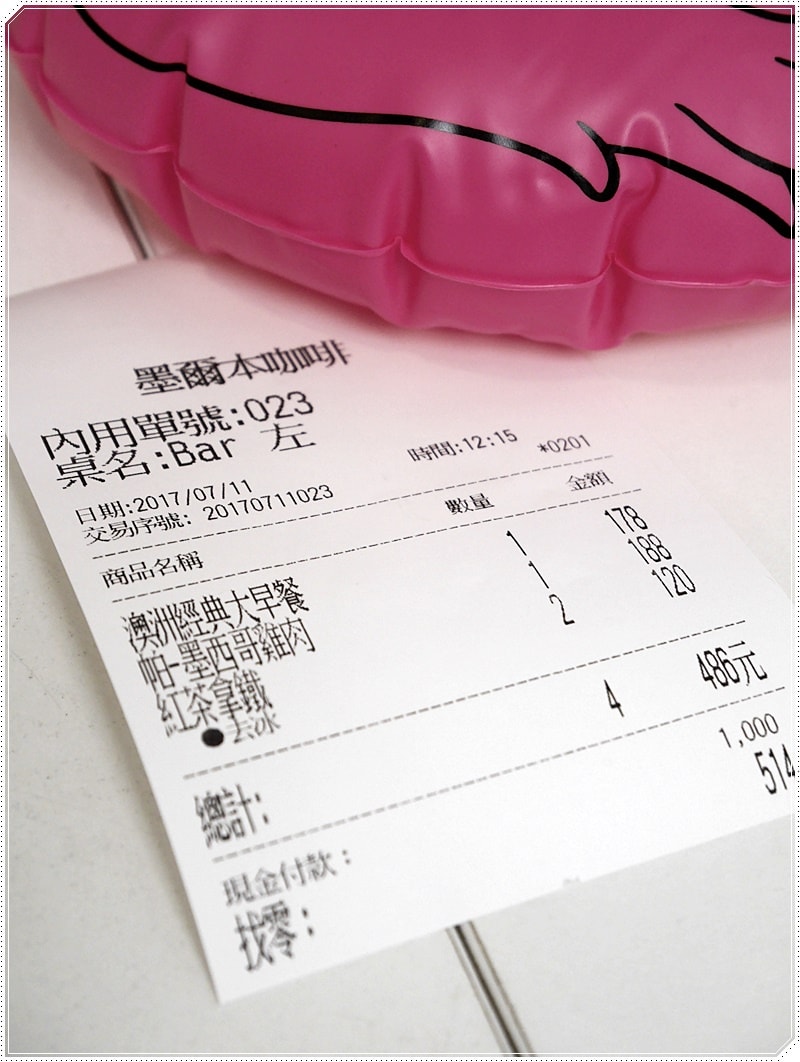 墨爾本咖啡
內用單號:023
桌名:Bar 左
日期:2017/07/11 時間:12:15 *0201
交易序號: 20170711023
商品名稱 數量 金額
澳洲經典大早餐 1 178
帕-墨西哥雞肉 1 188
紅茶拿鐵 2 120
●去冰
總計: 4 486元
現金付款: 1,000
找零: 514